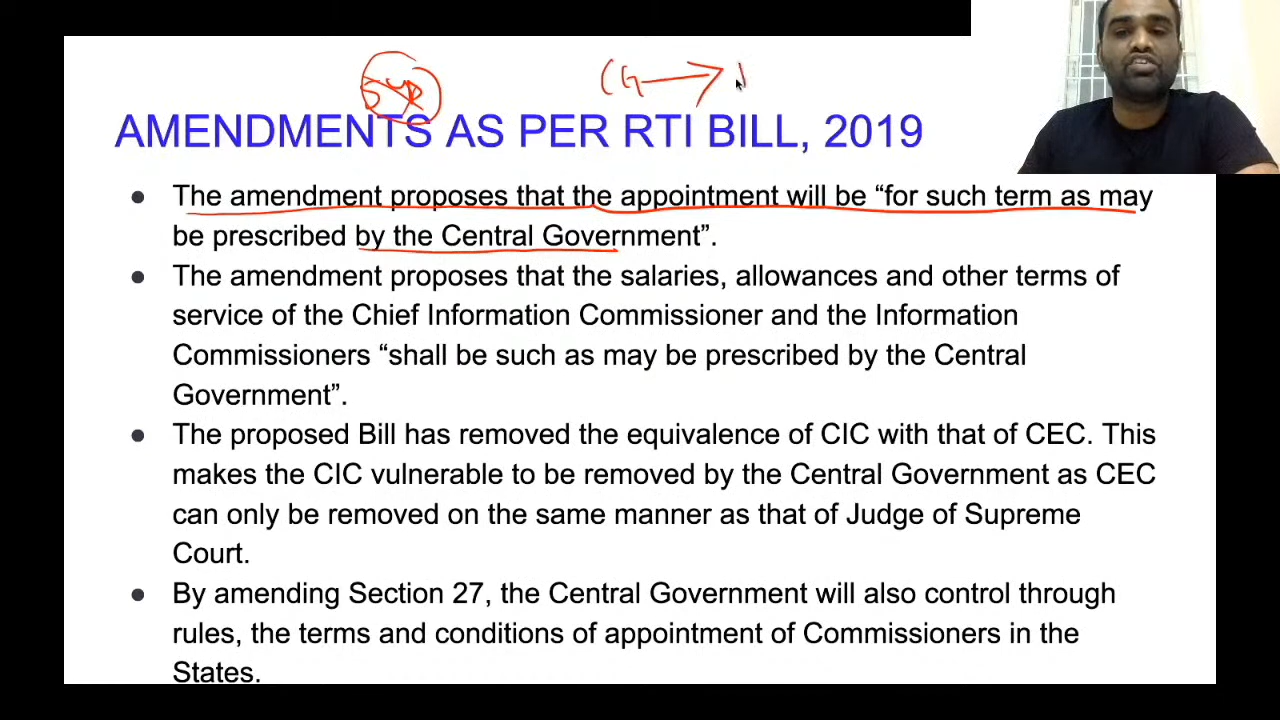 5 yR
CG → 
AMENDMENTS AS PER RTI BILL, 2019
● The amendment proposes that the appointment will be “for such term as may
be prescribed by the Central Government”.
● The amendment proposes that the salaries, allowances and other terms of
service of the Chief Information Commissioner and the Information
Commissioners “shall be such as may be prescribed by the Central
Government”.
● The proposed Bill has removed the equivalence of CIC with that of CEC. This
makes the CIC vulnerable to be removed by the Central Government as CEC
can only be removed on the same manner as that of Judge of Supreme
Court.
● By amending Section 27, the Central Government will also control through
rules, the terms and conditions of appointment of Commissioners in the
States.